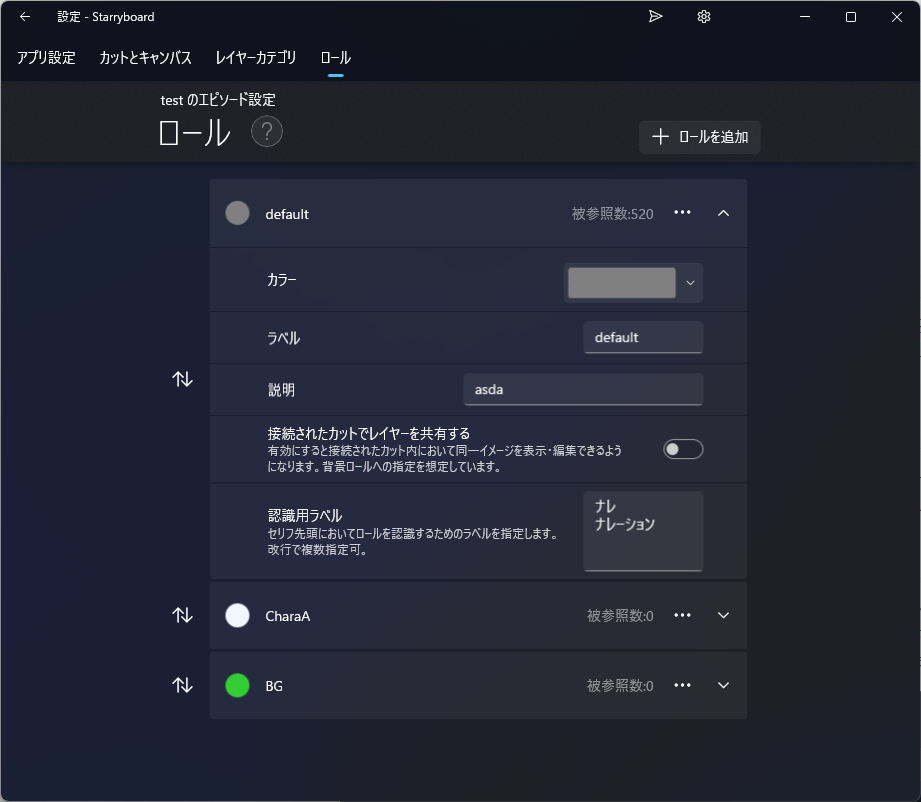 設定 - Starryboard
アプリ設定 カットとキャンバス レイヤーカテゴリ ロール
test のエピソード設定
ロール ?
ロールを追加
default 被参照数:520
カラー
ラベル default
説明 asda
接続されたカットでレイヤーを共有する
有効にすると接続されたカット内において同一イメージを表示・編集できるよう
になります。背景ロールへの指定を想定しています。
認識用ラベル
セリフ先頭においてロールを認識するためのラベルを指定します。
改行で複数指定可。
ナレ
ナレーション
CharaA 被参照数:0
BG 被参照数:0